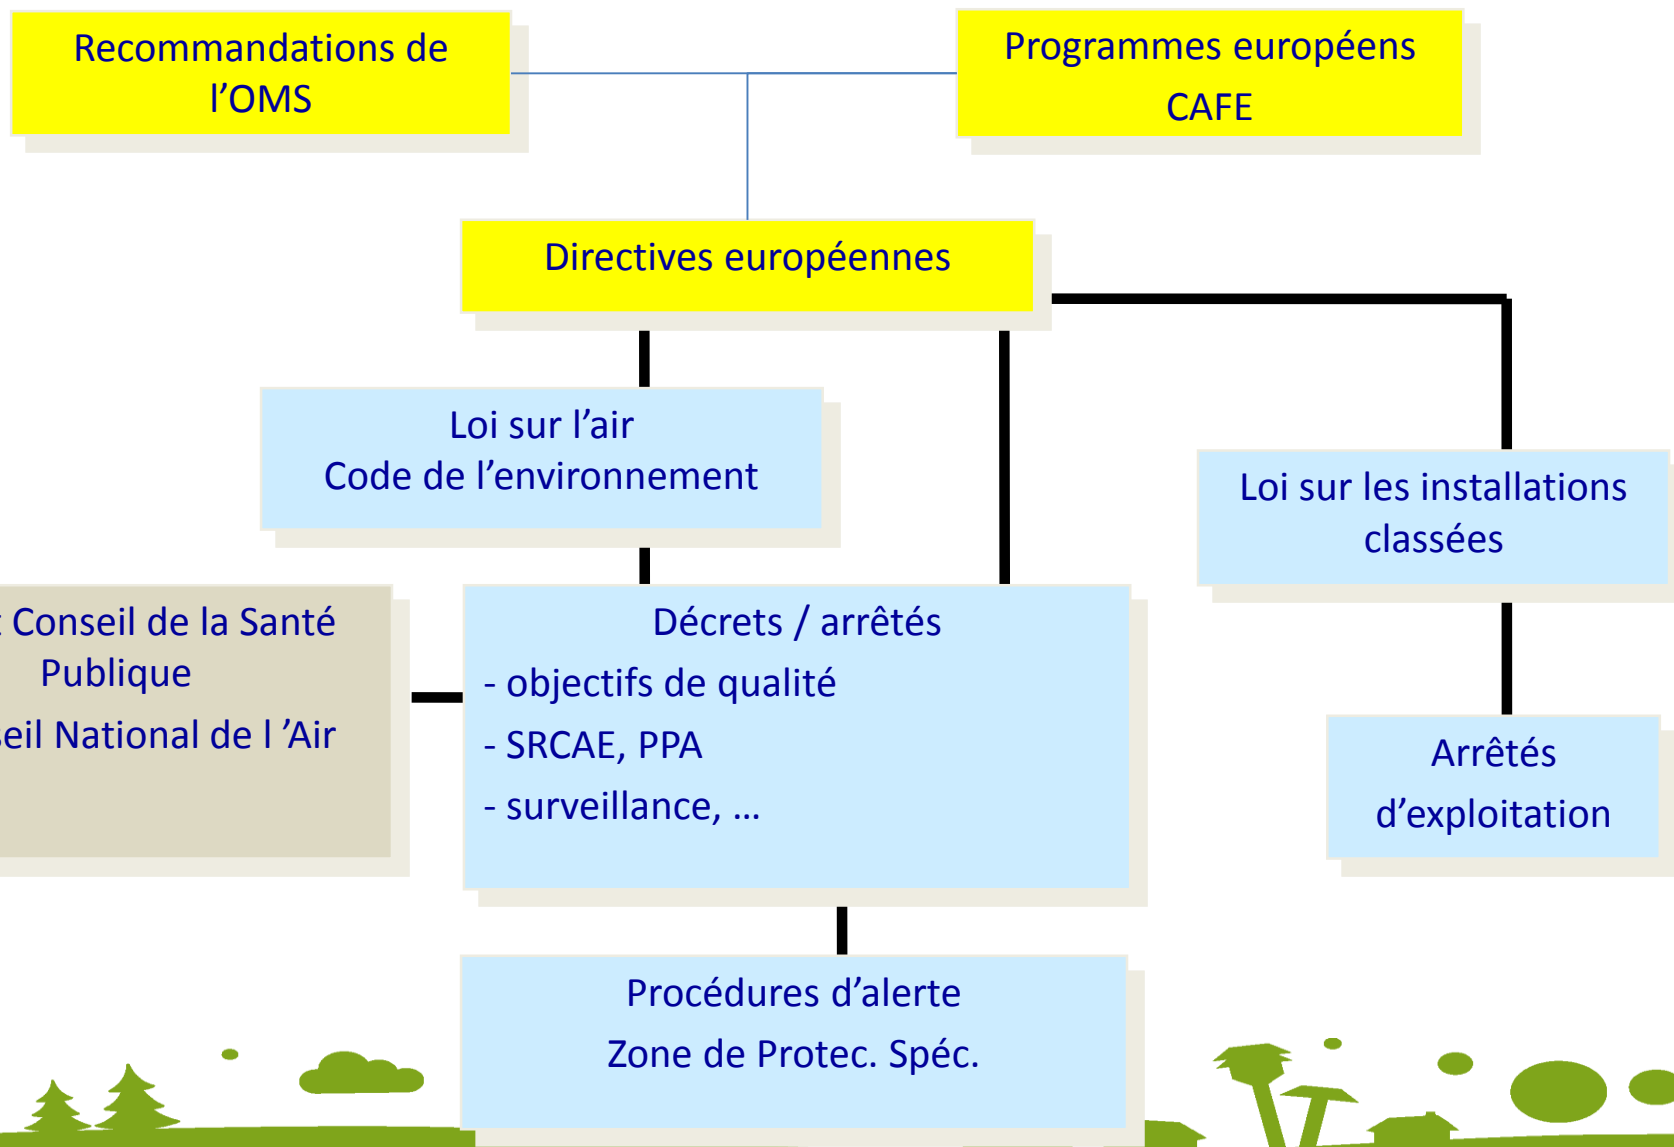 Recommandations de
l’OMS
Programmes européens
CAFE
Directives européennes
Loi sur l’air
Code de l’environnement
Loi sur les installations
classées
Conseil de la Santé
Publique
National de l ’Air
Décrets / arrêtés
- objectifs de qualité
- SRCAE, PPA
- surveillance, …
Arrêtés
d’exploitation
Procédures d’alerte
Zone de Protec. Spéc.